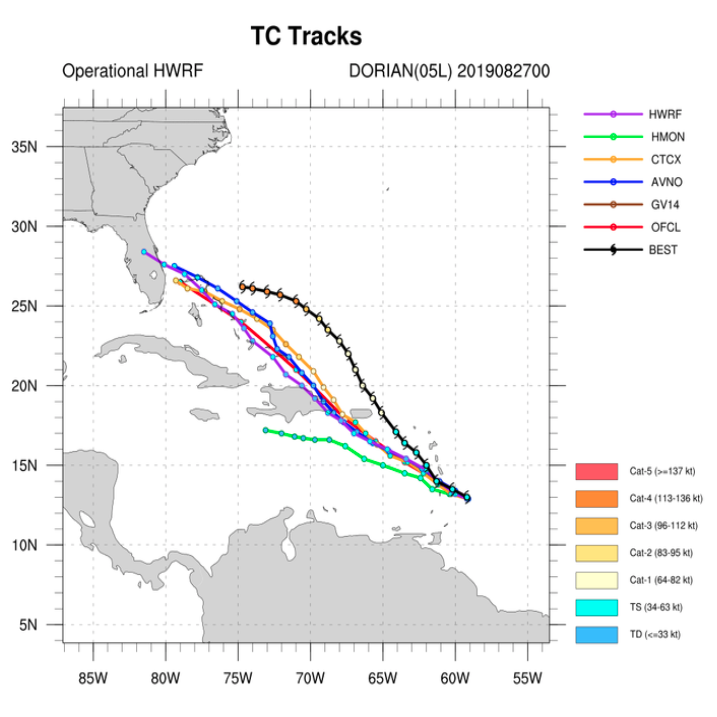 TC Tracks
Operational HWRF
DORIAN(05L) 2019082700
35N
30N
25N
20N
15N
10N
5N
85W
80W
75W
70W
65W
60W
55W
HWRF
HMON
CTCX
AVNO
GV14
OFCL
BEST
Cat-5 (>=137 kt)
Cat-4 (113-136 kt)
Cat-3 (96-112 kt)
Cat-2 (83-95 kt)
Cat-1 (64-82 kt)
TS (34-63 kt)
TD (<=33 kt)